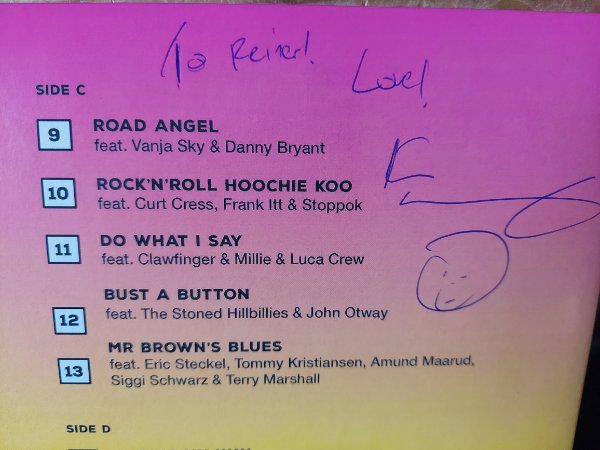 To Reiner! Love!
SIDE C
9 ROAD ANGEL
feat. Vanja Sky & Danny Bryant
10 ROCK'N'ROLL HOOCHIE KOO
feat. Curt Cress, Frank Itt & Stoppok
11 DO WHAT I SAY
feat. Clawfinger & Millie & Luca Crew
12 BUST A BUTTON
feat. The Stoned Hillbillies & John Otway
13 MR BROWN'S BLUES
feat. Eric Steckel, Tommy Kristiansen, Amund Maarud,
Siggi Schwarz & Terry Marshall
SIDE D